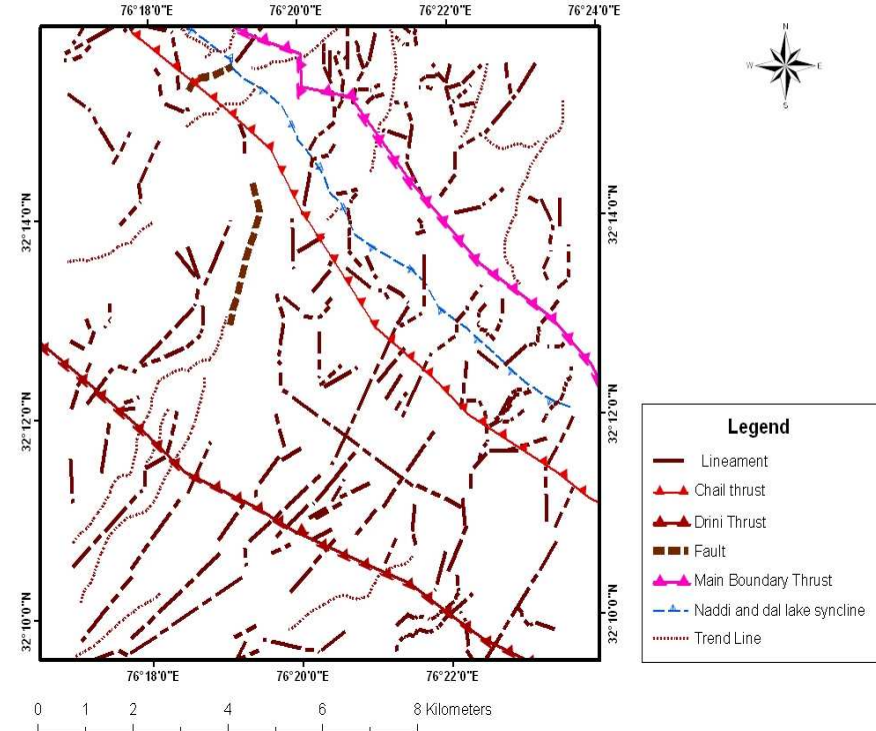 76°18'0"E 76°20'0"E 76°22'0"E 76°24'0"E
N
W E
S
32°14'0"N 32°14'0"N
32°12'0"N 32°12'0"N
32°10'0"N 32°10'0"N
76°18'0"E 76°20'0"E 76°22'0"E
Legend
Lineament
Chail thrust
Drini Thrust
Fault
Main Boundary Thrust
Naddi and dal lake syncline
Trend Line
0 1 2 4 6 8 Kilometers